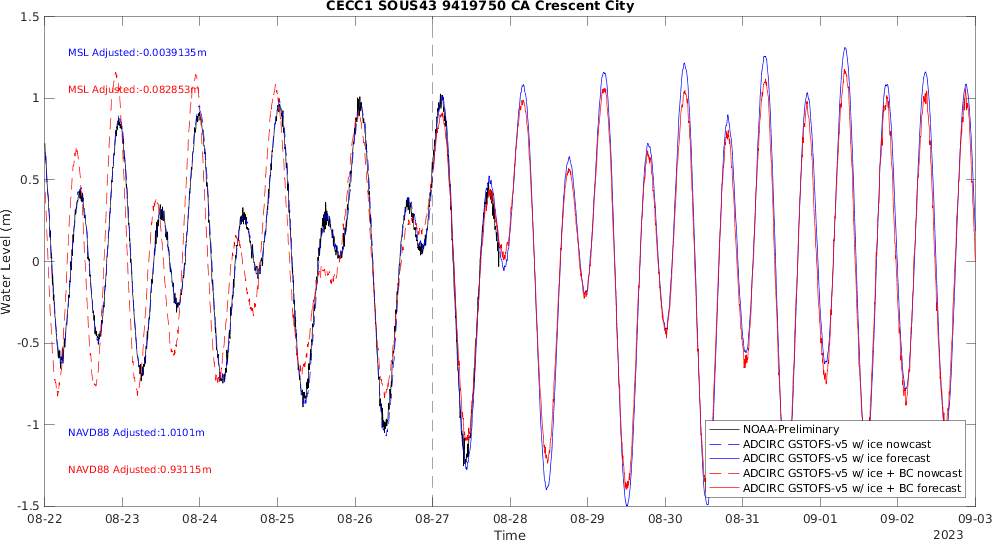 CECC1 SOUS43 9419750 CA Crescent City
MSL Adjusted:-0.0039135m
MSL Adjusted:-0.082853m
NAVD88 Adjusted:1.0101m
NAVD88 Adjusted:0.93115m
Water Level (m)
1.5
1
0.5
0
-0.5
-1
-1.5
NOAA-Preliminary
ADCIRC GSTOFS-v5 w/ ice nowcast
ADCIRC GSTOFS-v5 w/ ice forecast
ADCIRC GSTOFS-v5 w/ ice + BC nowcast
ADCIRC GSTOFS-v5 w/ ice + BC forecast
08-22 08-23 08-24 08-25 08-26 08-27 08-28 08-29 08-30 08-31 09-01 09-02 09-03
Time
2023